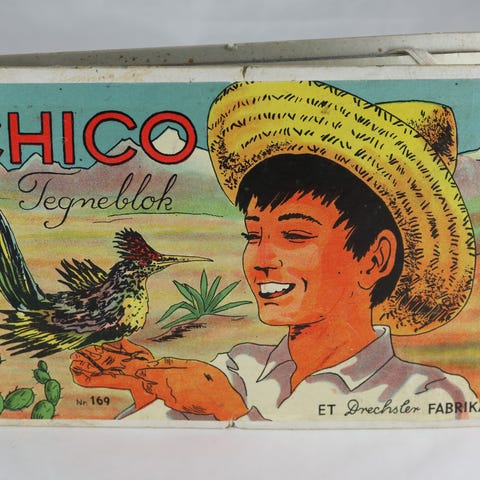 CHICO
Tegneblok
Nr. 169
ET Drechsler FABRIKA